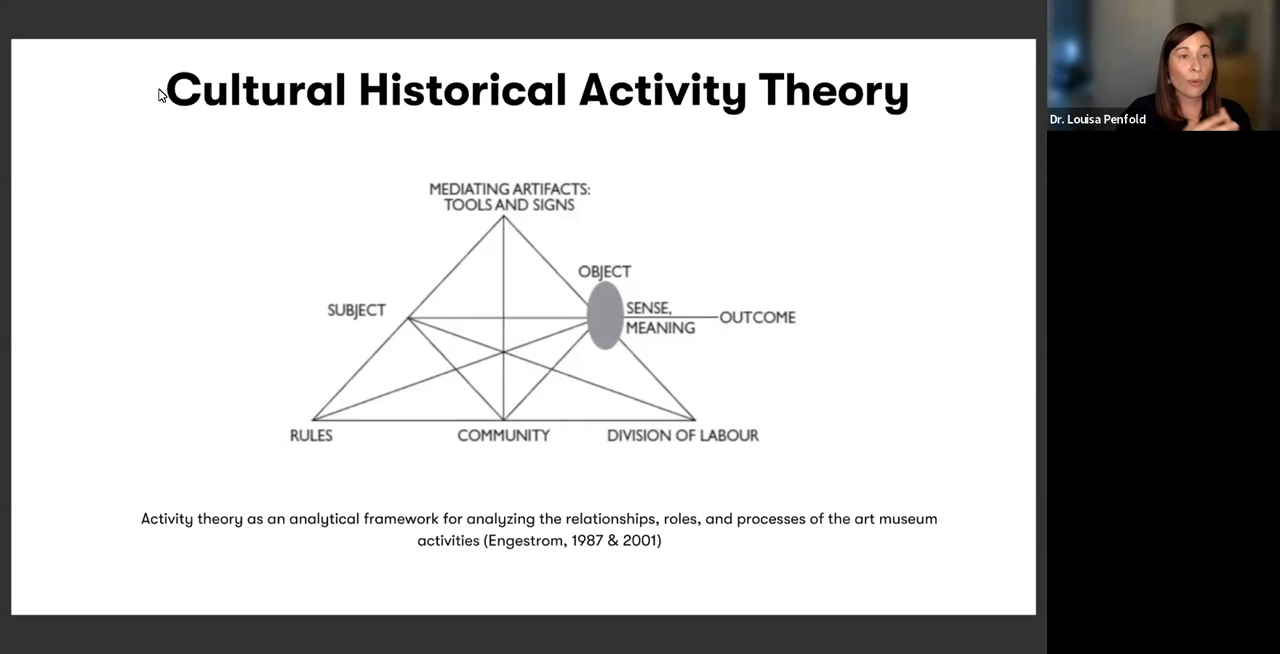 Cultural Historical Activity Theory
Dr. Louisa Penfold
MEDIATING ARTIFACTS:
TOOLS AND SIGNS
OBJECT
SUBJECT
SENSE,
MEANING
OUTCOME
RULES
COMMUNITY
DIVISION OF LABOUR
Activity theory as an analytical framework for analyzing the relationships, roles, and processes of the art museum
activities (Engestrom, 1987 & 2001)